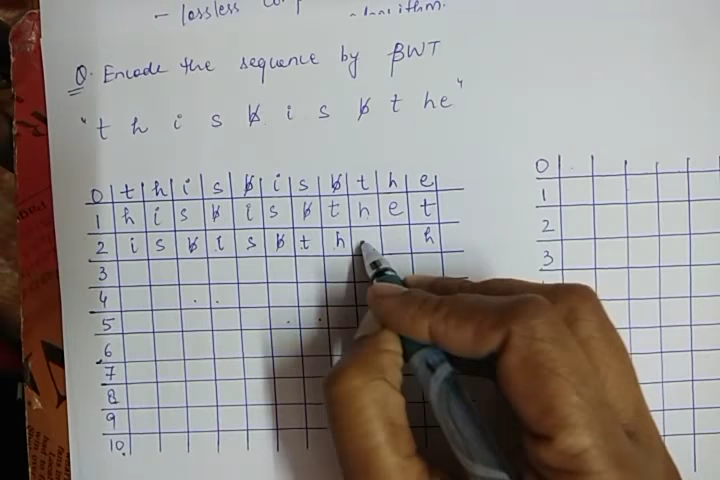 - lossless
Q. Encode the sequence by BWT
"t h i s b̸ i s b̸ t he"
0 t h i s b̸ i s b̸ t h e
1 h i s b̸ i s b̸ t h e t
2 i s b̸ i s b̸ t h h
3
4
5
6
7
8
9
10.
0
1
2
3